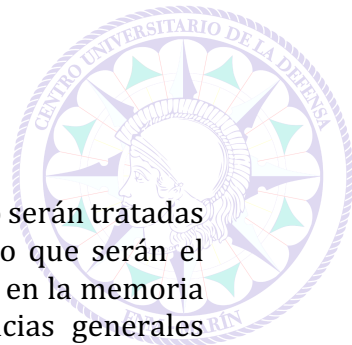 CENTRO UNIVERSITARIO DE LA DEFENSA
serán tratadas
o que serán el
en la memoria
cias generales